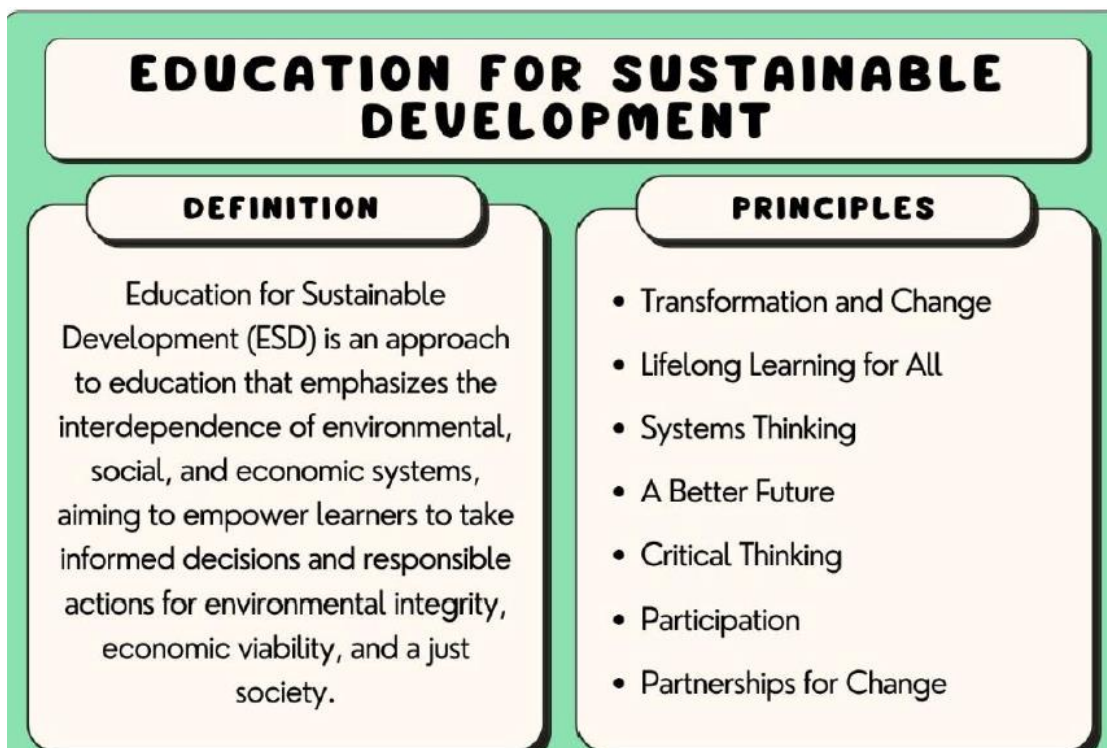 EDUCATION FOR SUSTAINABLE
DEVELOPMENT
DEFINITION
Education for Sustainable
Development (ESD) is an approach
to education that emphasizes the
interdependence of environmental,
social, and economic systems,
aiming to empower learners to take
informed decisions and responsible
actions for environmental integrity,
economic viability, and a just
society.
PRINCIPLES
• Transformation and Change
• Lifelong Learning for All
• Systems Thinking
• A Better Future
• Critical Thinking
• Participation
• Partnerships for Change